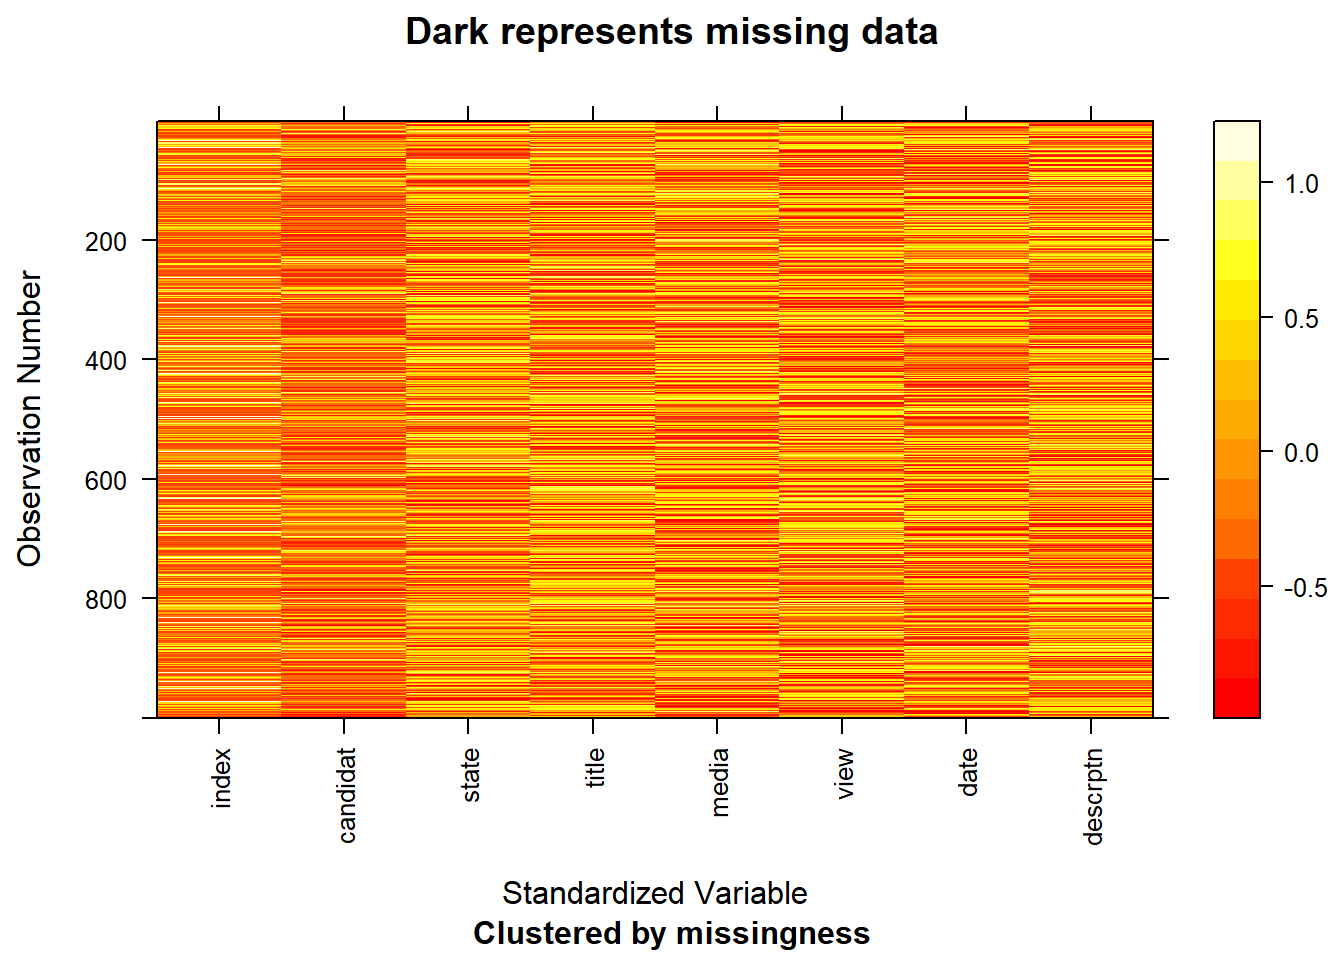 Dark represents missing data
Observation Number
200
400
600
800
index
candidat
state
title
media
view
date
descrptn
1.0
0.5
0.0
-0.5
Standardized Variable
Clustered by missingness